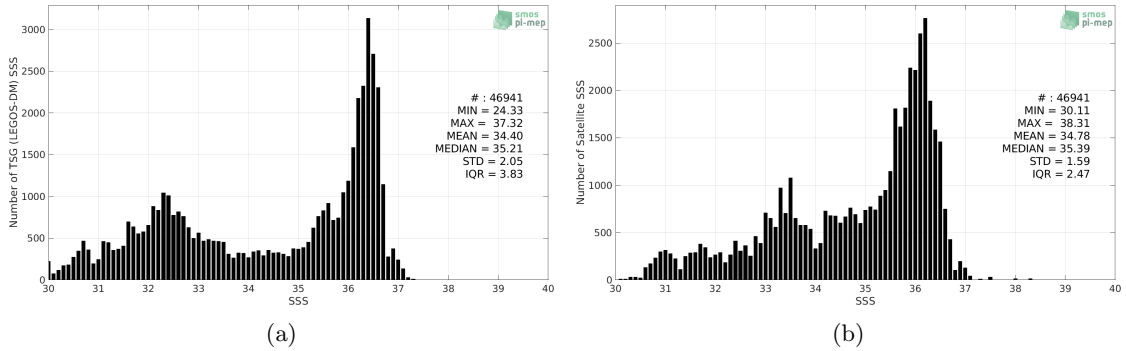 smos
pi-mep
3000
2500
2000
1500
1000
500
0
Number of TSG (LEGOS-DM) SSS
# : 46941
MIN = 24.33
MAX = 37.32
MEAN = 34.40
MEDIAN = 35.21
STD = 2.05
IQR = 3.83
30 31 32 33 34 35 36 37 38 39 40
SSS
(a)
smos
pi-mep
2500
2000
1500
1000
500
0
Number of Satellite SSS
# : 46941
MIN = 30.11
MAX = 38.31
MEAN = 34.78
MEDIAN = 35.39
STD = 1.59
IQR = 2.47
30 31 32 33 34 35 36 37 38 39 40
SSS
(b)